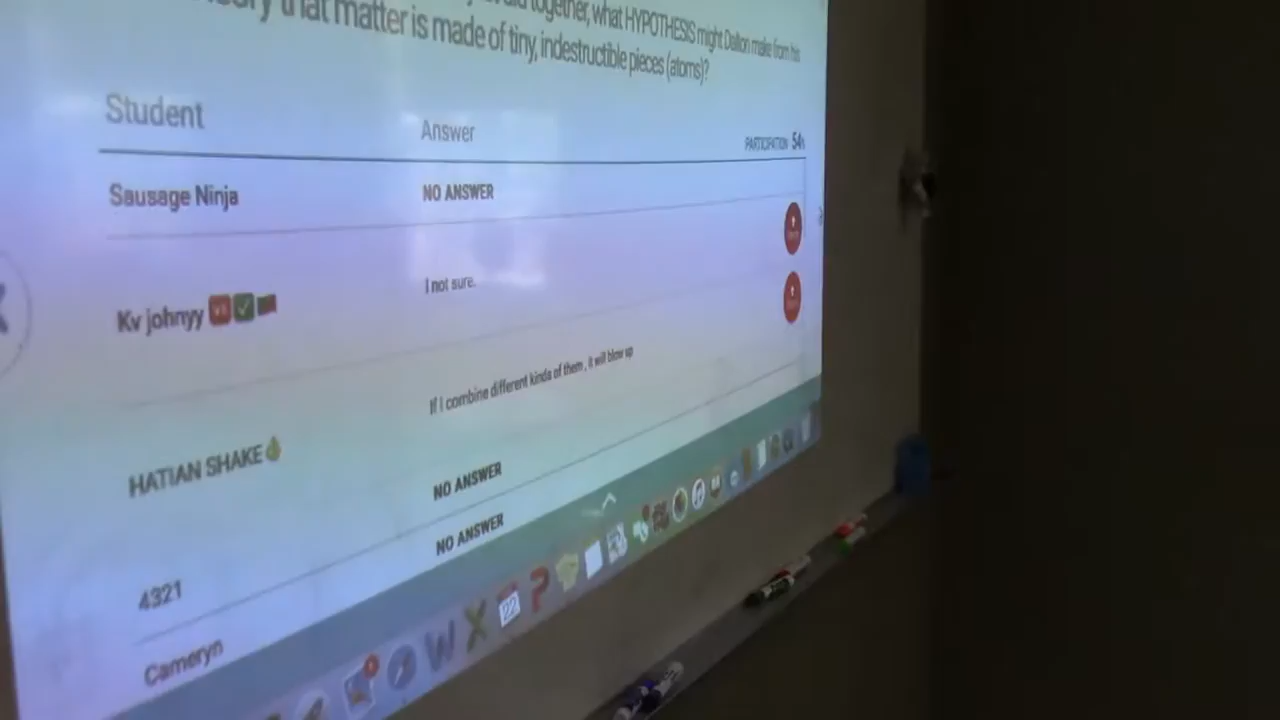 together, what HYPOTHESIS might Dalton make from his
that matter is made of tiny, indestructible pieces (atoms)?
Student
Answer
PARTICIPATION 54%
Sausage Ninja
NO ANSWER
Kv johnyy
I not sure.
HATIAN SHAKE
If I combine different kinds of them , it will blow up
4321
NO ANSWER
Cameryn
NO ANSWER
22